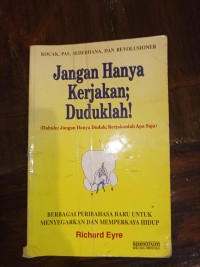 KOCAK, PAS, SEDERHANA, DAN REVOLUSIONER
Jangan Hanya
Kerjakan;
Duduklah!
(Dahulu: Jangan Hanya Duduk; Kerjakanlah Apa Saja)
BERBAGAI PERIBAHASA BARU UNTUK
MENYEGARKAN DAN MEMPERKAYA HIDUP
Richard Eyre